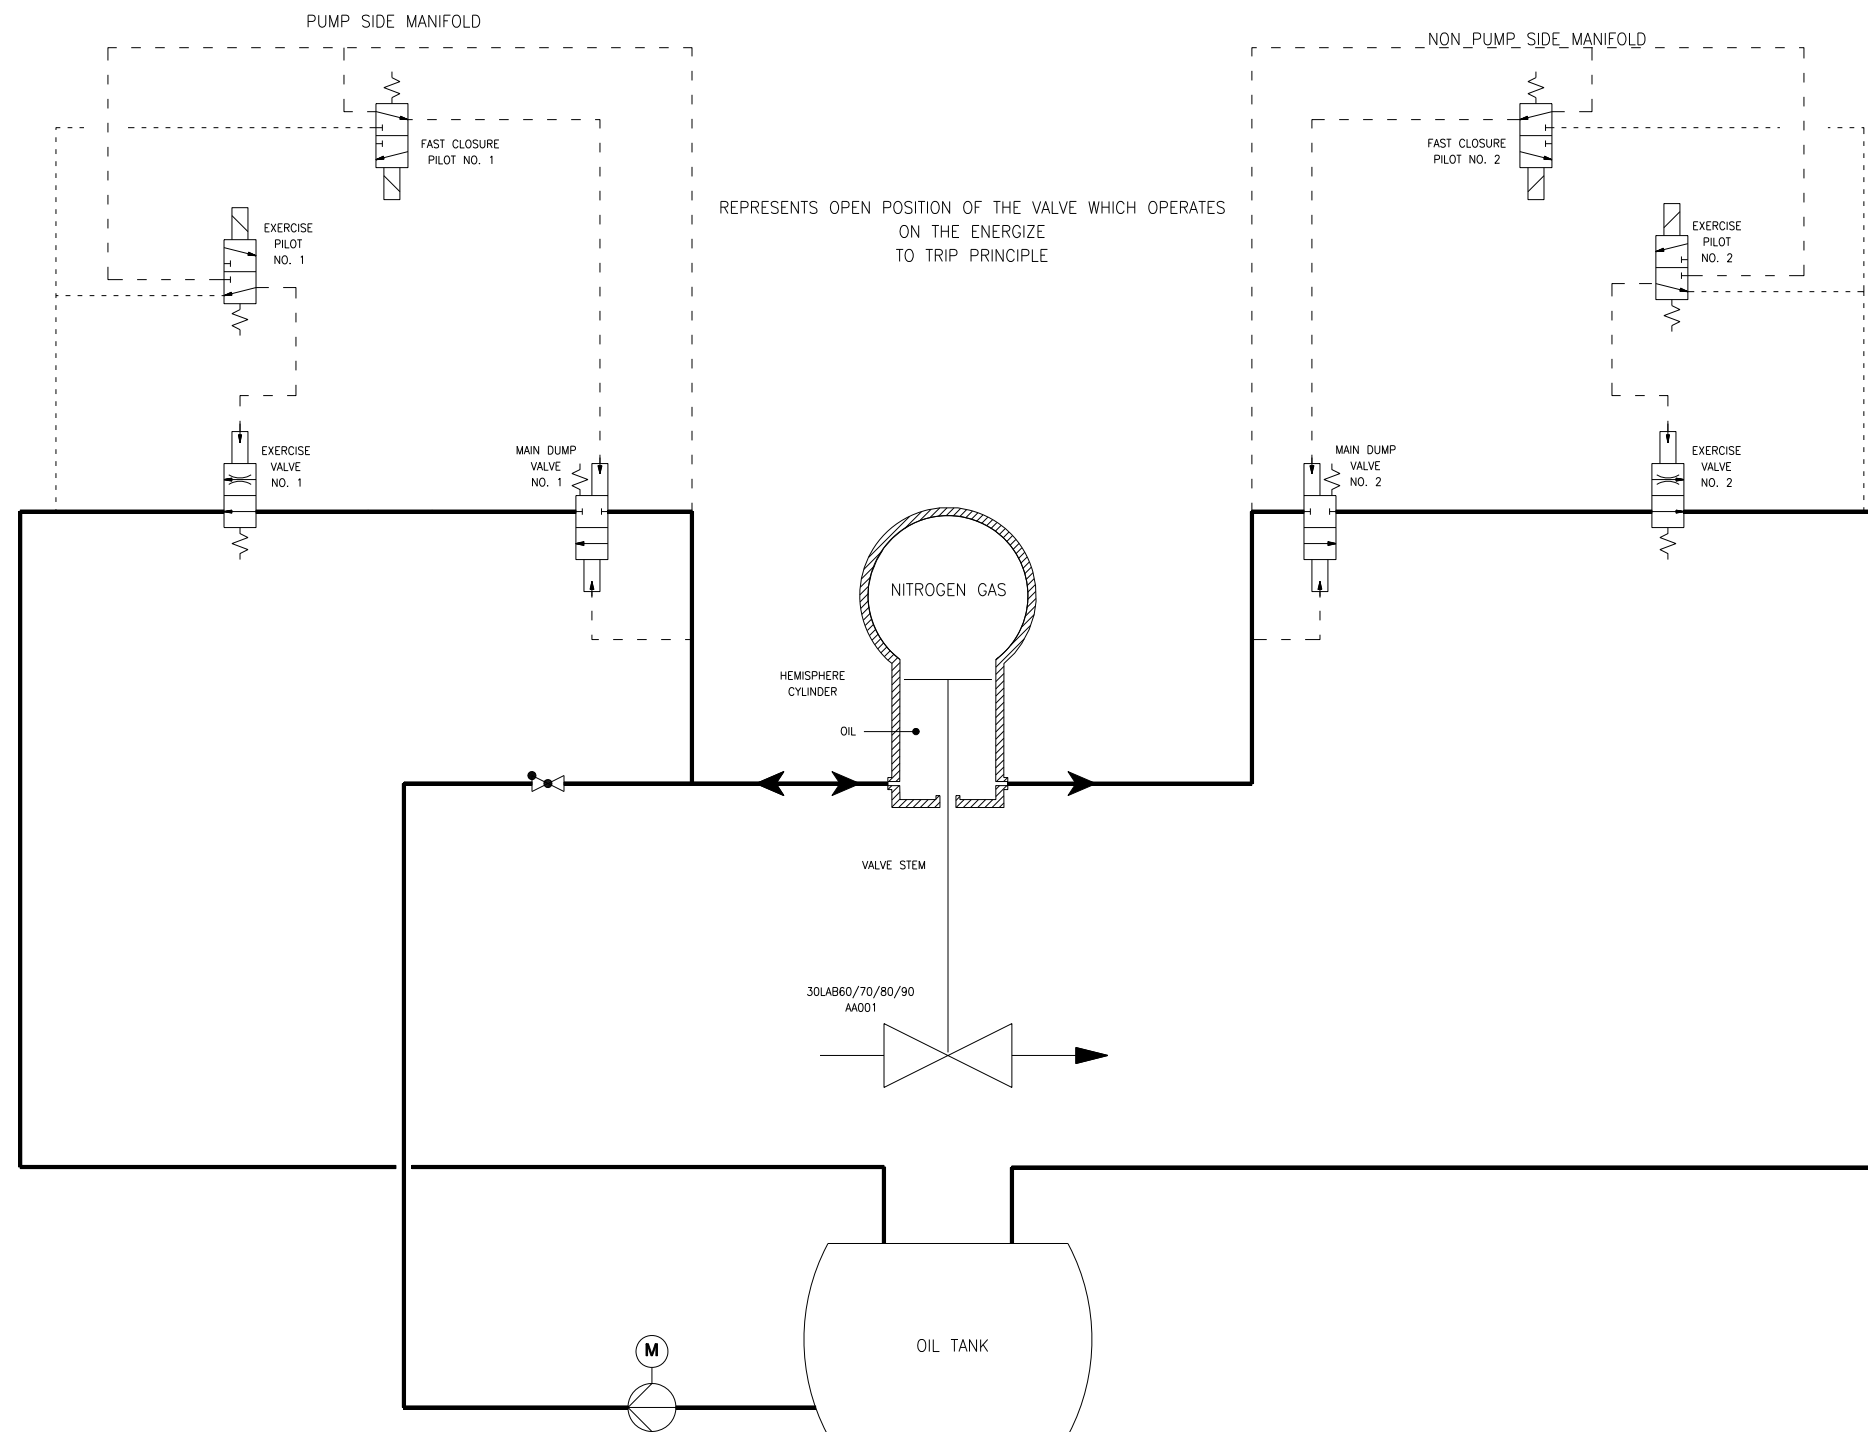 PUMP SIDE MANIFOLD
NON PUMP SIDE MANIFOLD
FAST CLOSURE
PILOT NO. 1
FAST CLOSURE
PILOT NO. 2
REPRESENTS OPEN POSITION OF THE VALVE WHICH OPERATES
ON THE ENERGIZE
TO TRIP PRINCIPLE
EXERCISE
PILOT
NO. 1
EXERCISE
PILOT
NO. 2
EXERCISE
VALVE
NO. 1
MAIN DUMP
VALVE
NO. 1
MAIN DUMP
VALVE
NO. 2
EXERCISE
VALVE
NO. 2
NITROGEN GAS
HEMISPHERE
CYLINDER
OIL
VALVE STEM
30LAB60/70/80/90
AA001
OIL TANK
M